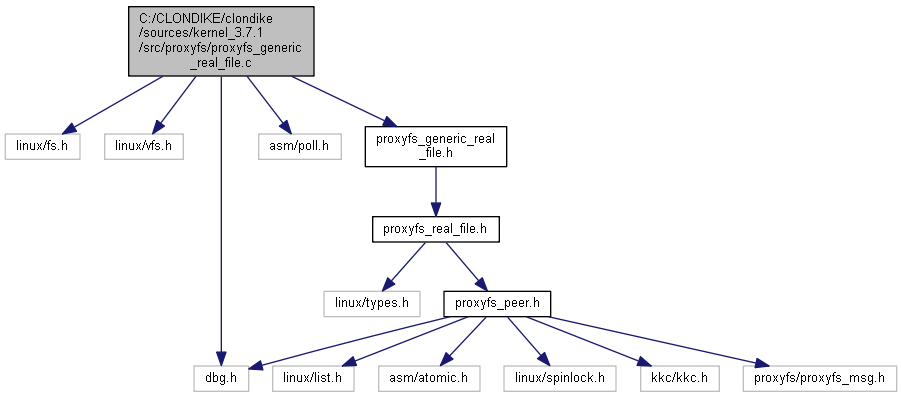 C:/CLONDIKE/clondike
/sources/kernel_3.7.1
/src/proxyfs/proxyfs_generic
_real_file.c
linux/fs.h
linux/vfs.h
asm/poll.h
proxyfs_generic_real
_file.h
proxyfs_real_file.h
linux/types.h
proxyfs_peer.h
dbg.h
linux/list.h
asm/atomic.h
linux/spinlock.h
kkc/kkc.h
proxyfs/proxyfs_msg.h